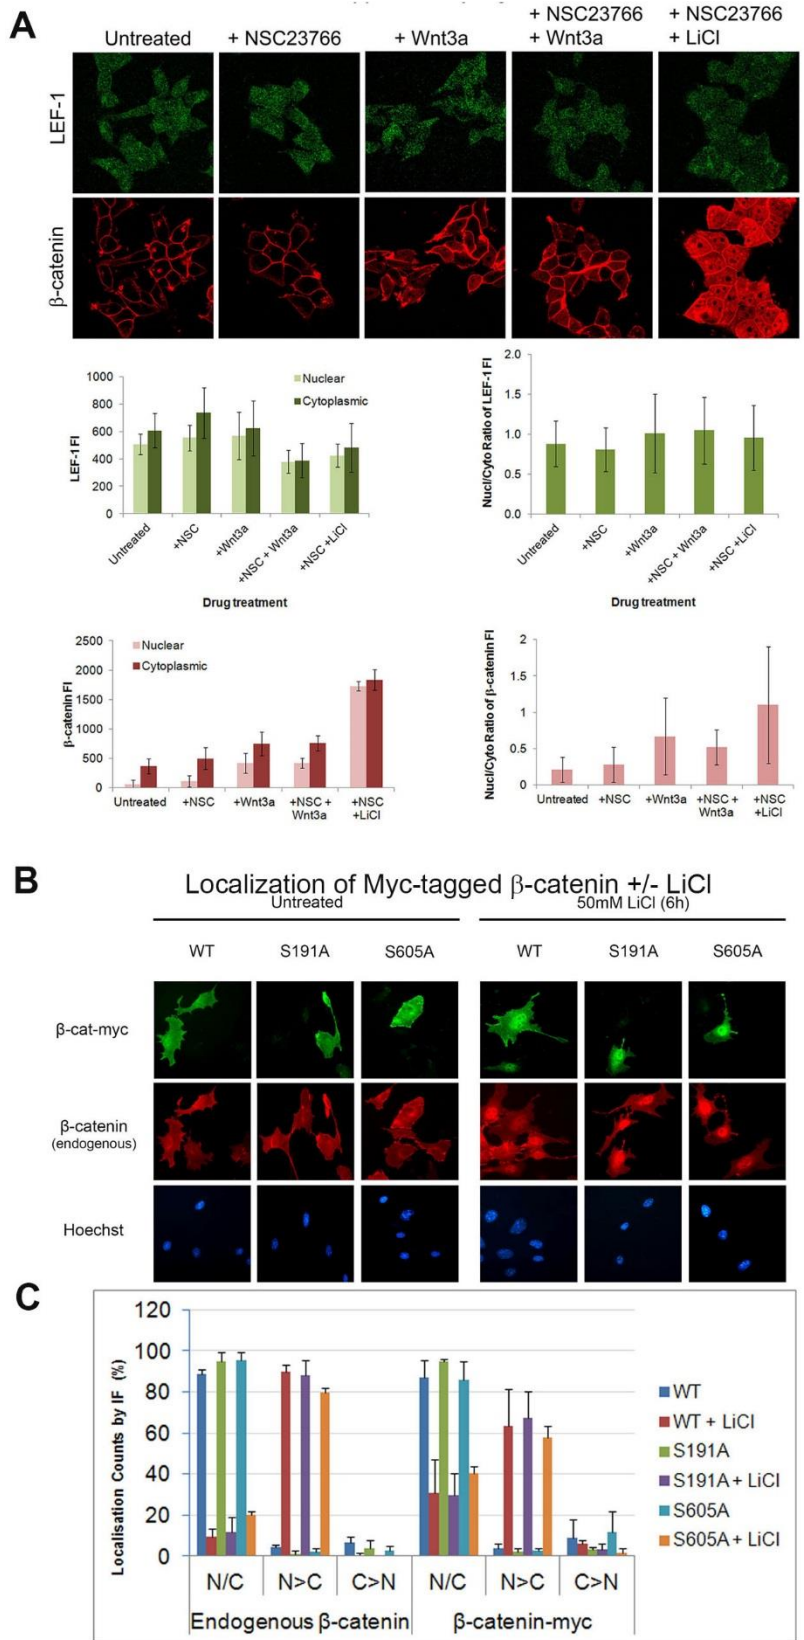 A
Untreated
+ NSC23766
+ Wnt3a
+ NSC23766
+ Wnt3a
+ NSC23766
+ LiCl
LEF-1
β-catenin
1000
800
600
400
200
0
LEF-1 FI
Nuclear
Cytoplasmic
Untreated
+NSC
+Wnt3a
+NSC + Wnt3a
+NSC +LiCl
Drug treatment
2.0
1.5
1.0
0.5
0.0
Nucl/Cyto Ratio of LEF-1 FI
Untreated
+NSC
+Wnt3a
+NSC + Wnt3a
+NSC +LiCl
Drug treatment
2500
2000
1500
1000
500
0
β-catenin FI
Nuclear
Cytoplasmic
Untreated
+NSC
+Wnt3a
+NSC +
Wnt3a
+NSC
+LiCl
2
1.5
1
0.5
0
Nucl/Cyto Ratio of β-catenin FI
Untreated
+NSC
+Wnt3a
+NSC +
Wnt3a
+NSC
+LiCl
B
Localization of Myc-tagged β-catenin +/- LiCl
Untreated
50mM LiCl (6h)
WT
S191A
S605A
WT
S191A
S605A
β-cat-myc
β-catenin
(endogenous)
Hoechst
C
120
100
80
60
40
20
0
Localisation Counts by IF (%)
N/C
N>C
C>N
N/C
N>C
C>N
Endogenous β-catenin
β-catenin-myc
WT
WT + LiCl
S191A
S191A + LiCl
S605A
S605A + LiCl